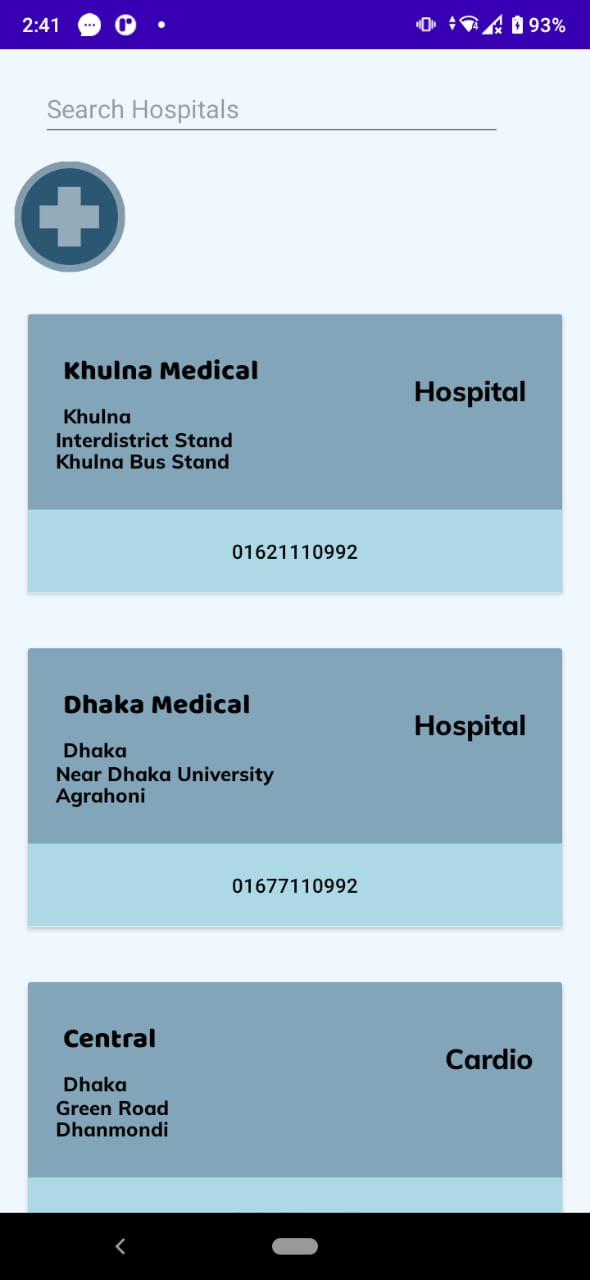 2:41
93%
Search Hospitals
Khulna Medical
Hospital
Khulna
Interdistrict Stand
Khulna Bus Stand
01621110992
Dhaka Medical
Hospital
Dhaka
Near Dhaka University
Agrahoni
01677110992
Central
Cardio
Dhaka
Green Road
Dhanmondi